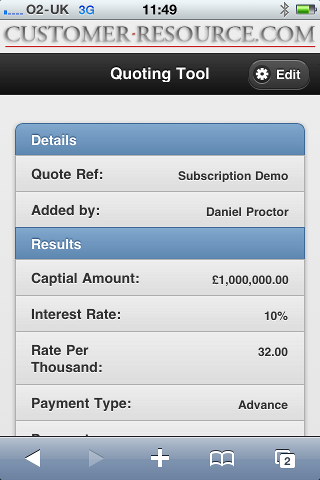 O2-UK 3G 11:49
CUSTOMER·RESOURCE.COM
Quoting Tool Edit
Details
Quote Ref: Subscription Demo
Added by: Daniel Proctor
Results
Captial Amount: £1,000,000.00
Interest Rate: 10%
Rate Per 32.00
Thousand:
Payment Type: Advance
2